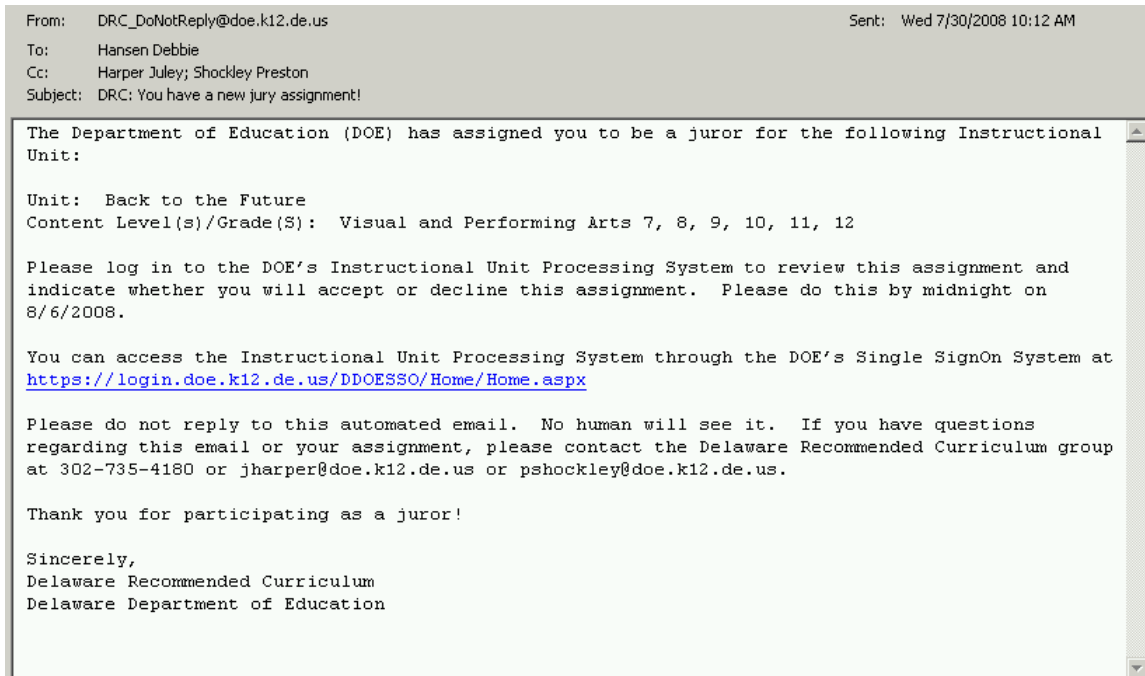 From: DRC_DoNotReply@doe.k12.de.us Sent: Wed 7/30/2008 10:12 AM
To: Hansen Debbie
Cc: Harper Juley; Shockley Preston
Subject: DRC: You have a new jury assignment!
The Department of Education (DOE) has assigned you to be a juror for the following Instructional
Unit:
Unit:  Back to the Future
Content Level(s)/Grade(S):  Visual and Performing Arts 7, 8, 9, 10, 11, 12
Please log in to the DOE's Instructional Unit Processing System to review this assignment and
indicate whether you will accept or decline this assignment.  Please do this by midnight on
8/6/2008.
You can access the Instructional Unit Processing System through the DOE's Single SignOn System at
https://login.doe.k12.de.us/DDOESSO/Home/Home.aspx
Please do not reply to this automated email.  No human will see it.  If you have questions
regarding this email or your assignment, please contact the Delaware Recommended Curriculum group
at 302-735-4180 or jharper@doe.k12.de.us or pshockley@doe.k12.de.us.
Thank you for participating as a juror!
Sincerely,
Delaware Recommended Curriculum
Delaware Department of Education